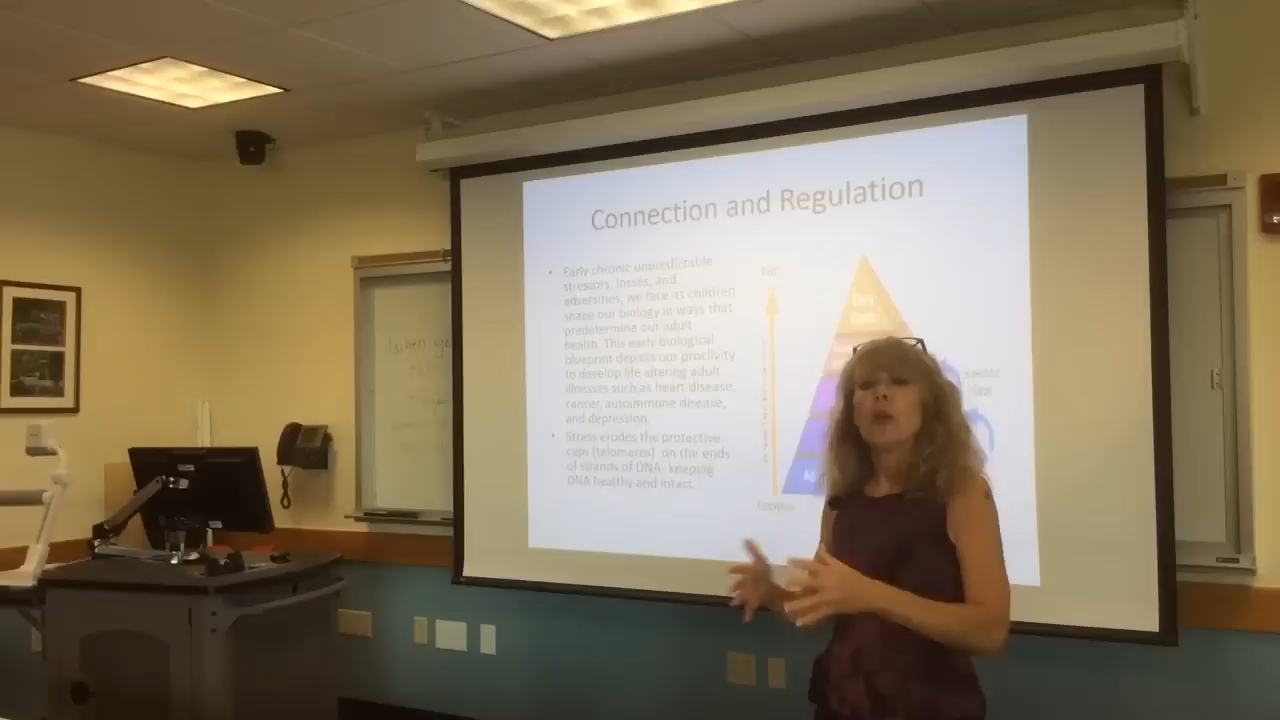 Connection and Regulation
• Early chronic unpredictable
stressors, losses, and
adversities, we face as children
shape our biology in ways that
predetermine our adult
health. This early biological
blueprint depicts our proclivity
to develop life altering adult
illnesses such as heart disease,
cancer, autoimmune disease,
and depression.
• Stress erodes the protective
caps (telomeres) on the ends
of strands of DNA keeping
DNA healthy and intact.
Early
Death
When